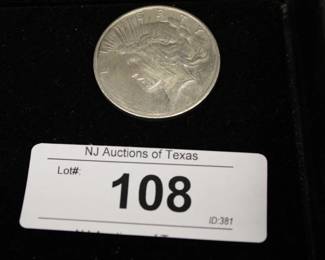 NJ Auctions of Texas
Lot#:
108
ID:381